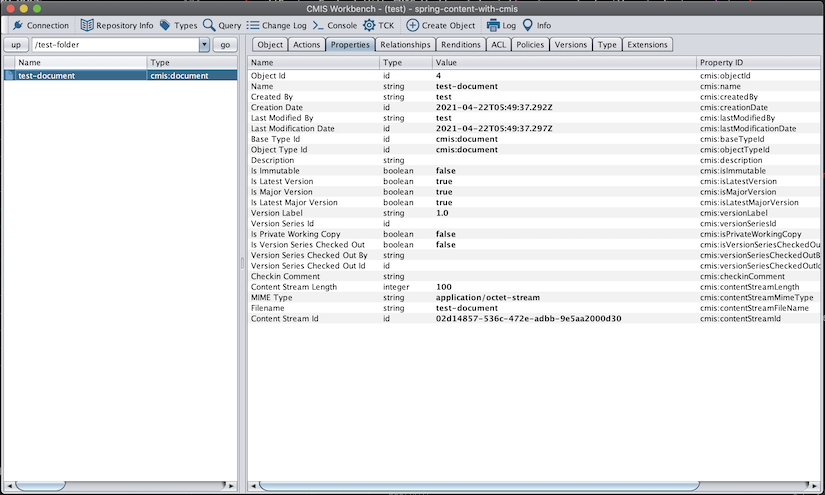 CMIS Workbench - (test) - spring-content-with-cmis
Connection Repository Info Types Query Change Log Console TCK Create Object Log Info
up /test-folder go Object Actions Properties Relationships Renditions ACL Policies Versions Type Extensions
Name Type Name Type Value Property ID
test-document cmis:document Object Id id 4 cmis:objectId
Name string test-document cmis:name
Created By string test cmis:createdBy
Creation Date id 2021-04-22T05:49:37.292Z cmis:creationDate
Last Modified By string test cmis:lastModifiedBy
Last Modification Date id 2021-04-22T05:49:37.297Z cmis:lastModificationDate
Base Type Id id cmis:document cmis:baseTypeId
Object Type Id id cmis:document cmis:objectTypeId
Description string cmis:description
Is Immutable boolean false cmis:isImmutable
Is Latest Version boolean true cmis:isLatestVersion
Is Major Version boolean true cmis:isMajorVersion
Is Latest Major Version boolean true cmis:isLatestMajorVersion
Version Label string 1.0 cmis:versionLabel
Version Series Id id cmis:versionSeriesId
Is Private Working Copy boolean false cmis:isPrivateWorkingCopy
Is Version Series Checked Out boolean false cmis:isVersionSeriesCheckedOu
Version Series Checked Out By string cmis:versionSeriesCheckedOutB
Version Series Checked Out Id id cmis:versionSeriesCheckedOutId
Checkin Comment string cmis:checkinComment
Content Stream Length integer 100 cmis:contentStreamLength
MIME Type string application/octet-stream cmis:contentStreamMimeType
Filename string test-document cmis:contentStreamFileName
Content Stream Id id 02d14857-536c-472e-adbb-9e5aa2000d30 cmis:contentStreamId